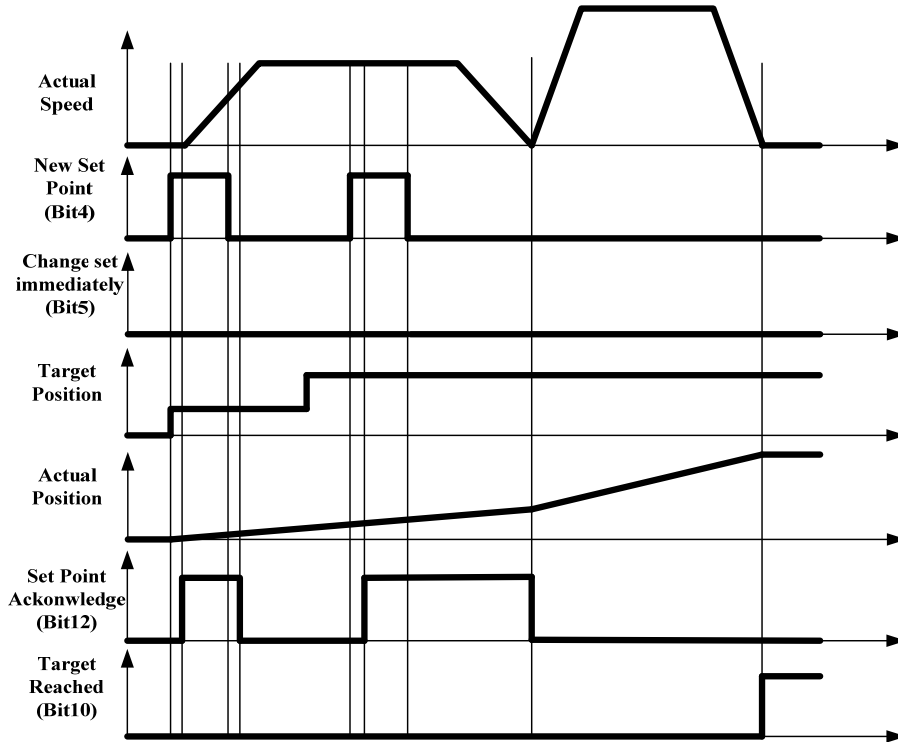 Actual
Speed
New Set
Point
(Bit4)
Change set
immediately
(Bit5)
Target
Position
Actual
Position
Set Point
Ackonwledge
(Bit12)
Target
Reached
(Bit10)